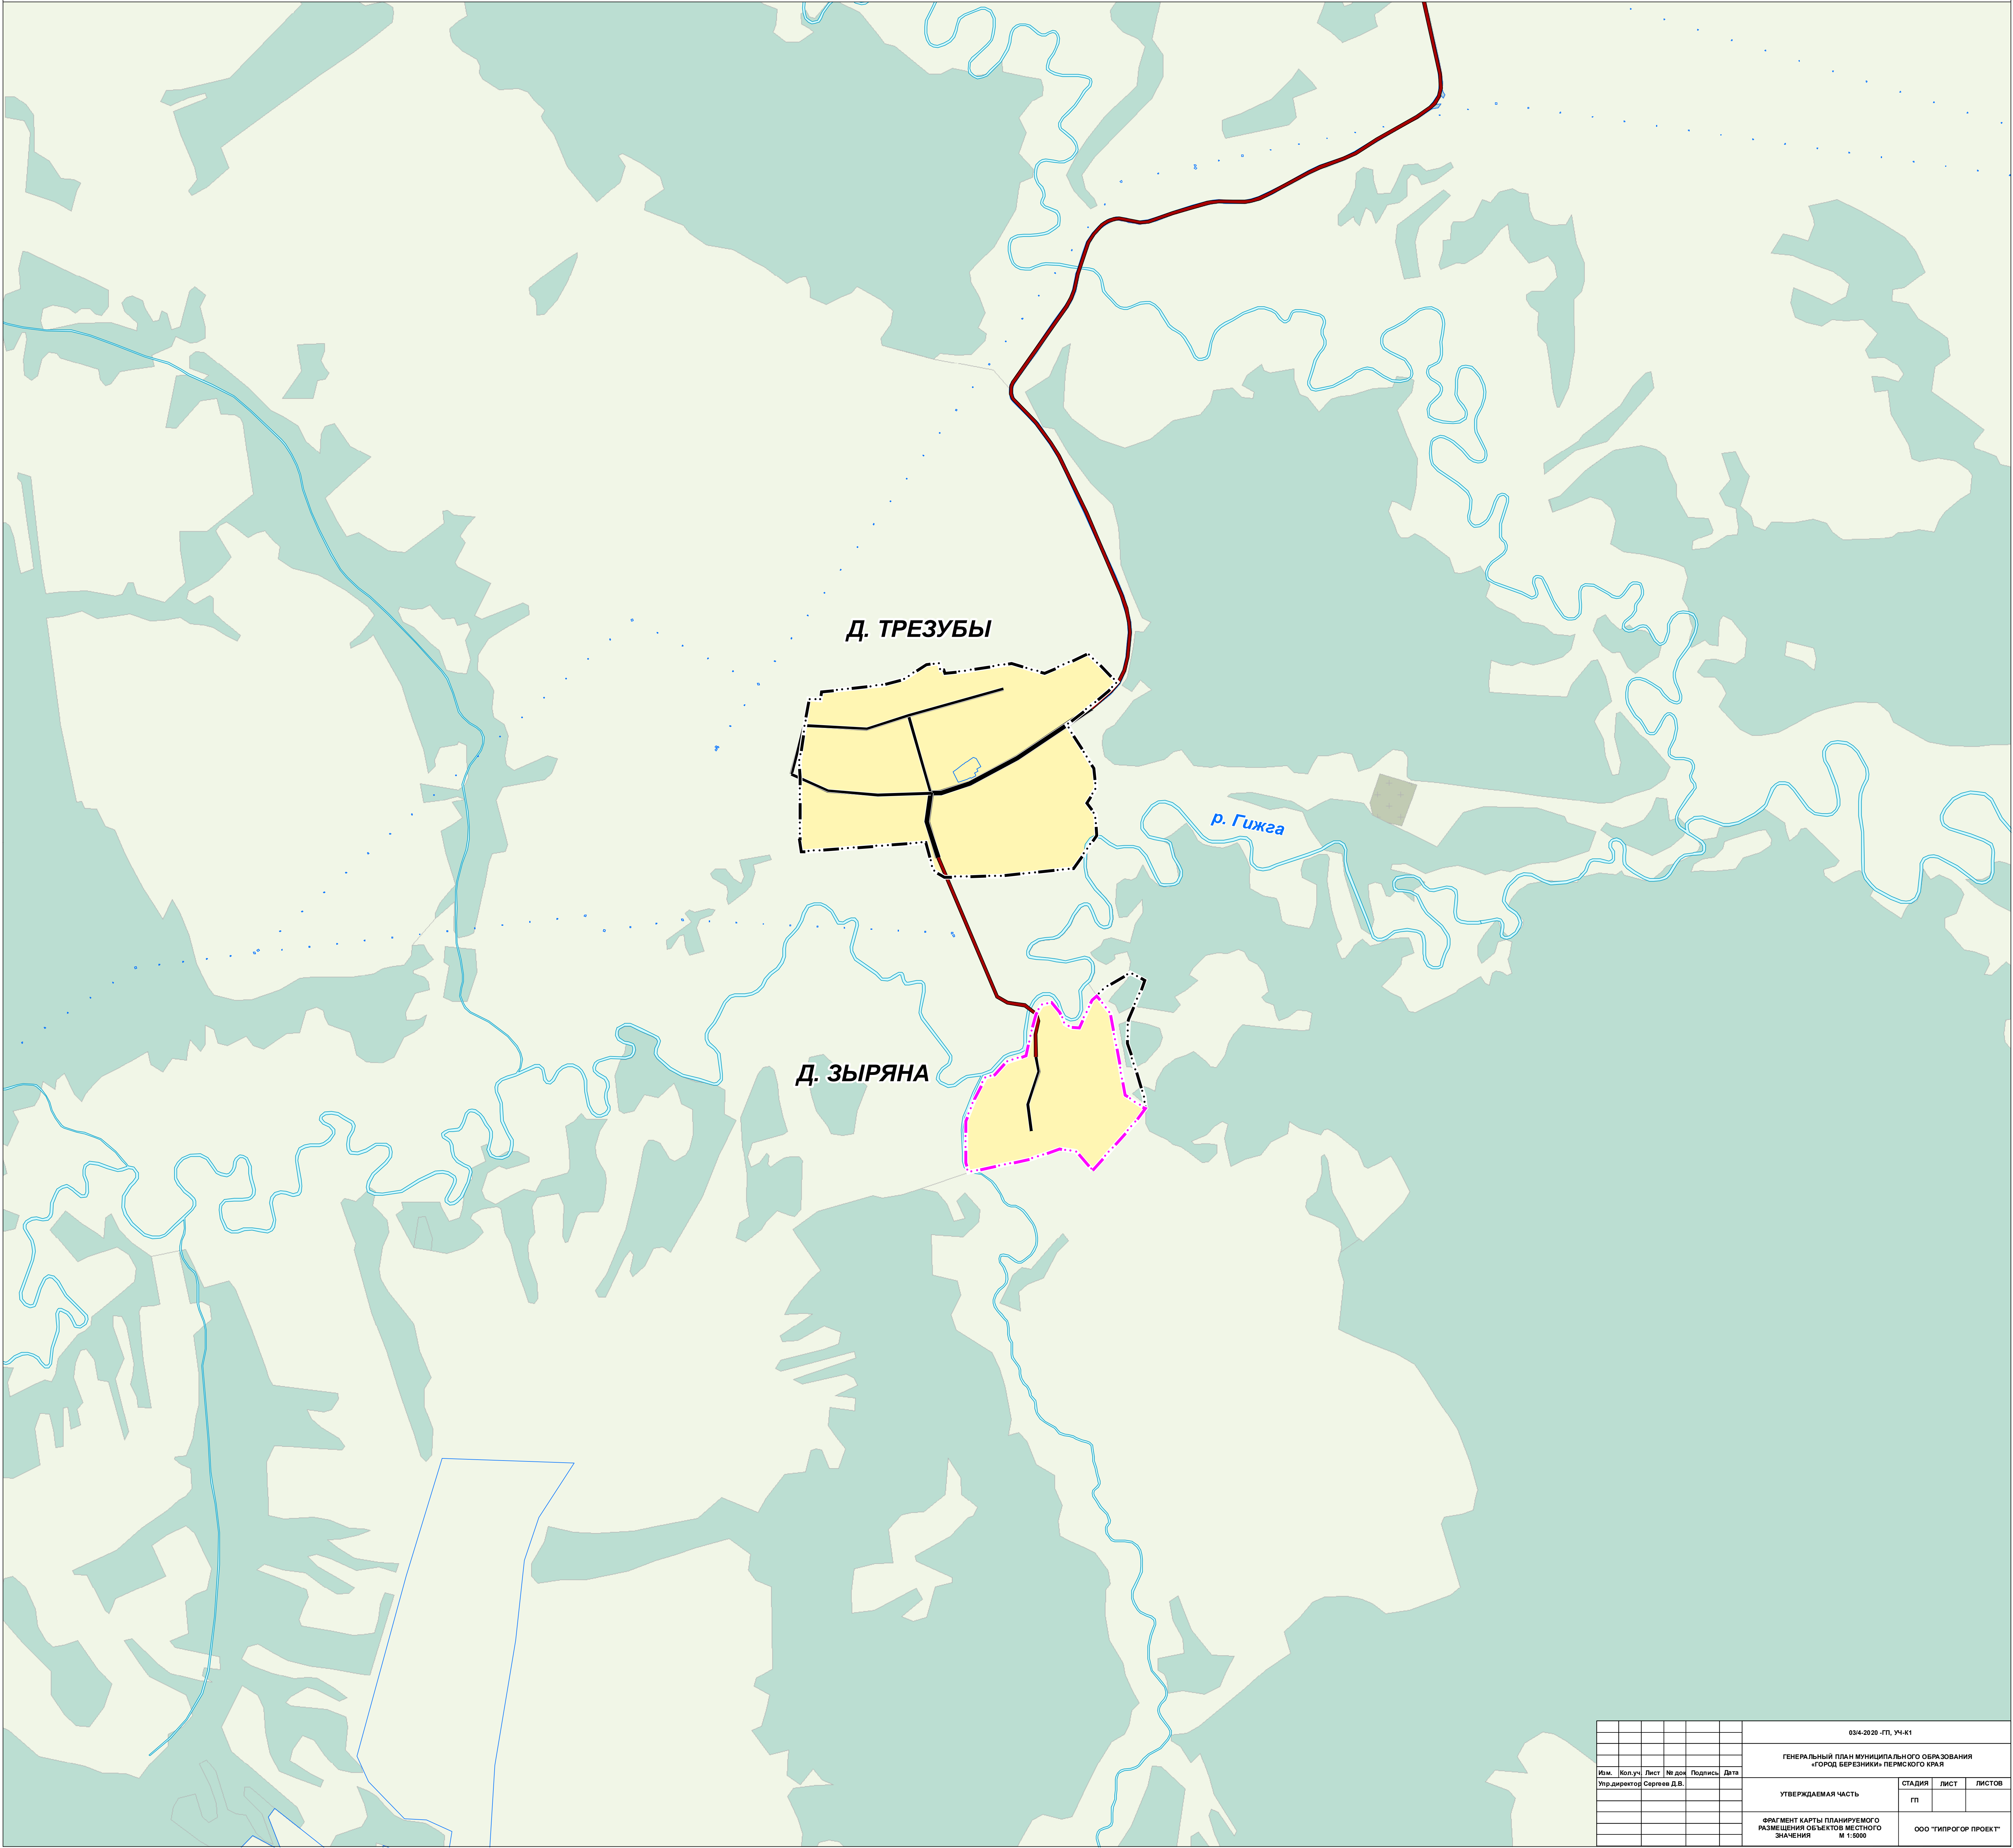 Д. ТРЕЗУБЫ
р. Гижга
Д. ЗЫРЯНА
03/4-2020 -ГП, УЧ-К1
ГЕНЕРАЛЬНЫЙ ПЛАН МУНИЦИПАЛЬНОГО ОБРАЗОВАНИЯ
«ГОРОД БЕРЕЗНИКИ» ПЕРМСКОГО КРАЯ
Изм. Кол.уч Лист № док Подпись Дата
Упр.директор Сергеев Д.В.
УТВЕРЖДАЕМАЯ ЧАСТЬ
СТАДИЯ ЛИСТ ЛИСТОВ
ГП
ФРАГМЕНТ КАРТЫ ПЛАНИРУЕМОГО
РАЗМЕЩЕНИЯ ОБЪЕКТОВ МЕСТНОГО
ЗНАЧЕНИЯ М 1:5000
ООО "ГИПРОГОР ПРОЕКТ"